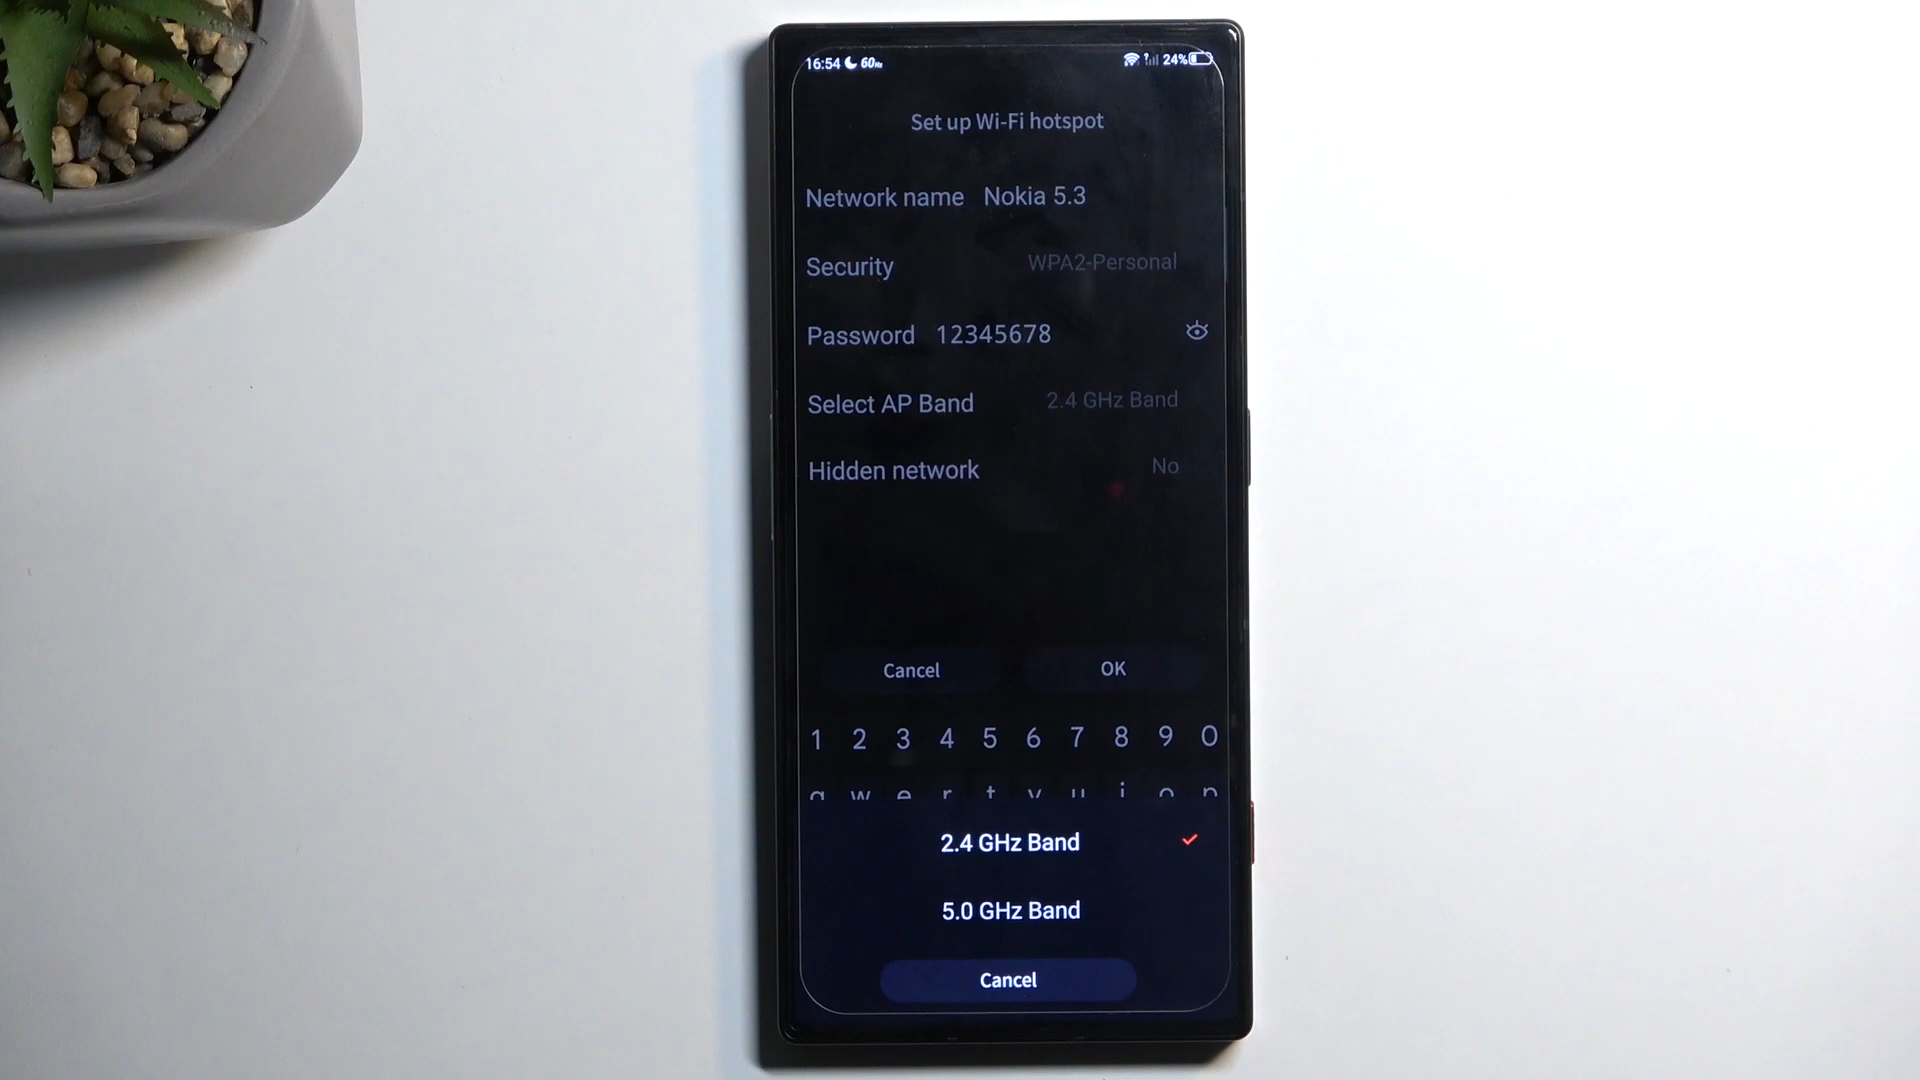 16:54 60Hz 24%
Set up Wi-Fi hotspot
Network name Nokia 5.3
Security WPA2-Personal
Password 12345678
Select AP Band 2.4 GHz Band
Hidden network No
Cancel OK
1 2 3 4 5 6 7 8 9 0
q w e r t y u i o p
2.4 GHz Band
5.0 GHz Band
Cancel